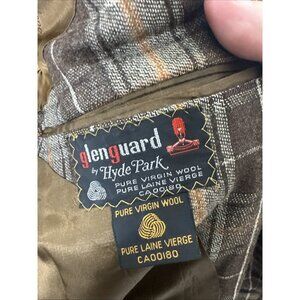 glenguard
by Hyde Park
PURE VIRGIN WOOL
PURE LAINE VIERGE
CA00180
PURE VIRGIN WOOL
PURE LAINE VIERGE
CA00180